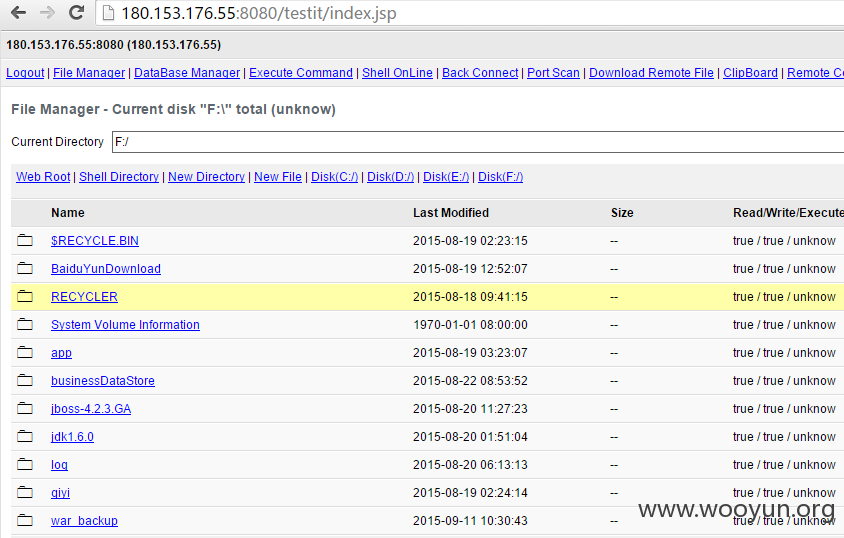 180.153.176.55:8080/testit/index.jsp
180.153.176.55:8080 (180.153.176.55)
Logout | File Manager | DataBase Manager | Execute Command | Shell OnLine | Back Connect | Port Scan | Download Remote File | ClipBoard | Remote Co
File Manager - Current disk "F:\" total (unknow)
Current Directory F:/
Web Root | Shell Directory | New Directory | New File | Disk(C:/) | Disk(D:/) | Disk(E:/) | Disk(F:/)
Name Last Modified Size Read/Write/Execute
$RECYCLE.BIN 2015-08-19 02:23:15 -- true / true / unknow
BaiduYunDownload 2015-08-19 12:52:07 -- true / true / unknow
RECYCLER 2015-08-18 09:41:15 -- true / true / unknow
System Volume Information 1970-01-01 08:00:00 -- true / true / unknow
app 2015-08-19 03:23:07 -- true / true / unknow
businessDataStore 2015-08-22 08:53:52 -- true / true / unknow
jboss-4.2.3.GA 2015-08-20 11:27:23 -- true / true / unknow
jdk1.6.0 2015-08-20 01:51:04 -- true / true / unknow
log 2015-08-20 06:13:13 -- true / true / unknow
qiyi 2015-08-19 02:24:14 -- true / true / unknow
www.wooyun.org
war_backup 2015-09-11 10:30:43 -- true / true / unknow